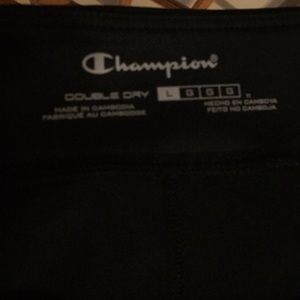 Champion
DOUBLE DRY L G G G
MADE IN CAMBODIA HECHO EN CAMBOYA
FABRIQUÉ AU CAMBODGE FEITO NO CAMBOJA